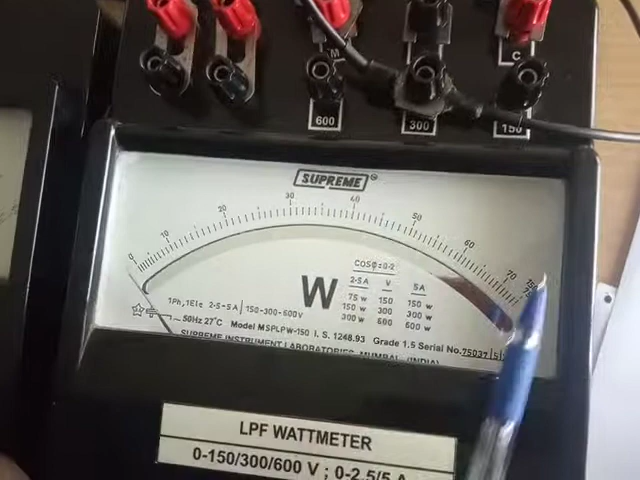 M
C
600
300
150
SUPREME®
0 10 20 30 40 50 60 70
COSφ=0·2
2·5A V 5A
75 w 150 150 w
150 w 300 300 w
300 w 600 600 w
W
1Ph,1Ele 2·5-5A 150-300-600V
~ 50Hz 27°C Model MSPLPW-150 I. S. 1248.93 Grade 1.5 Serial No. 75037
SUPREME INSTRUMENT LABORATORIES, MUMBAI, (INDIA)
LPF WATTMETER
0-150/300/600 V ; 0-2.5/5 A